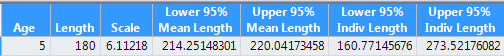 Lower 95% Upper 95% Lower 95% Upper 95%
Age Length Scale Mean Length Mean Length Indiv Length Indiv Length
5 180 6.11218 214.25148301 220.04173458 160.77145676 273.52176082